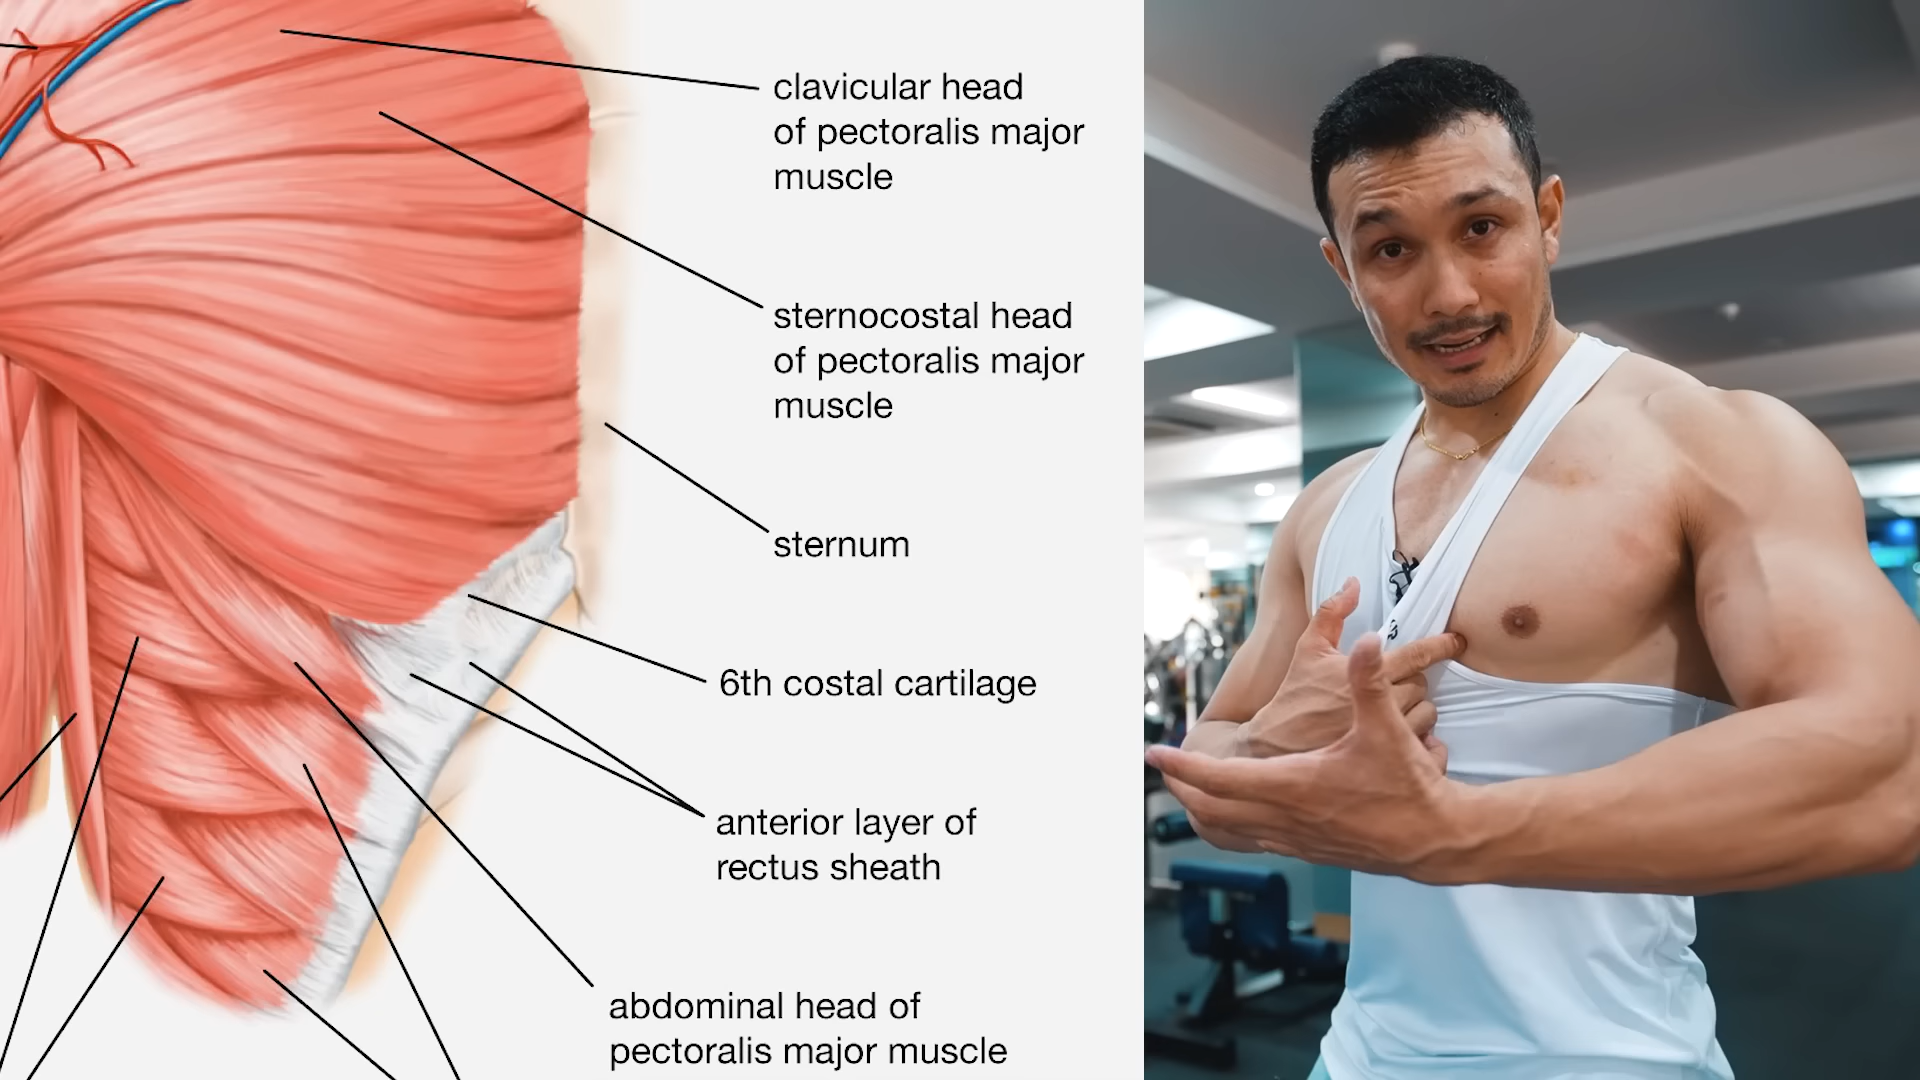 clavicular head
of pectoralis major
muscle
sternocostal head
of pectoralis major
muscle
sternum
6th costal cartilage
anterior layer of
rectus sheath
abdominal head of
pectoralis major muscle